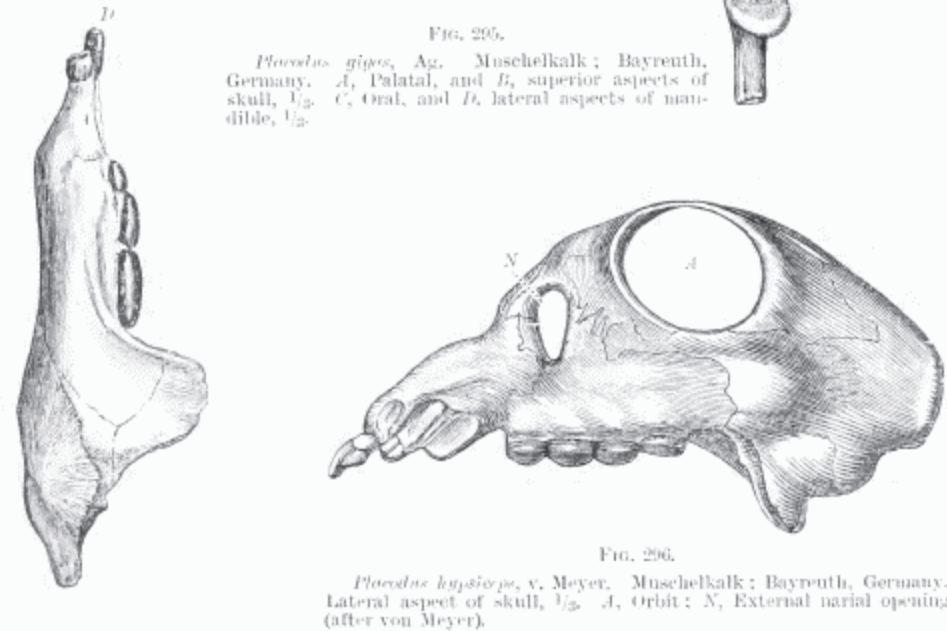 D
FIG. 295.
Placodus gigas, Ag. Muschelkalk; Bayreuth,
Germany. A, Palatal, and B, superior aspects of
skull, 1/3. C, Oral, and D, lateral aspects of man-
dible, 1/3.
N
A
FIG. 296.
Placodus hypsiceps, v. Meyer. Muschelkalk; Bayreuth, Germany.
Lateral aspect of skull, 1/3. A, Orbit; N, External narial opening
(after von Meyer).